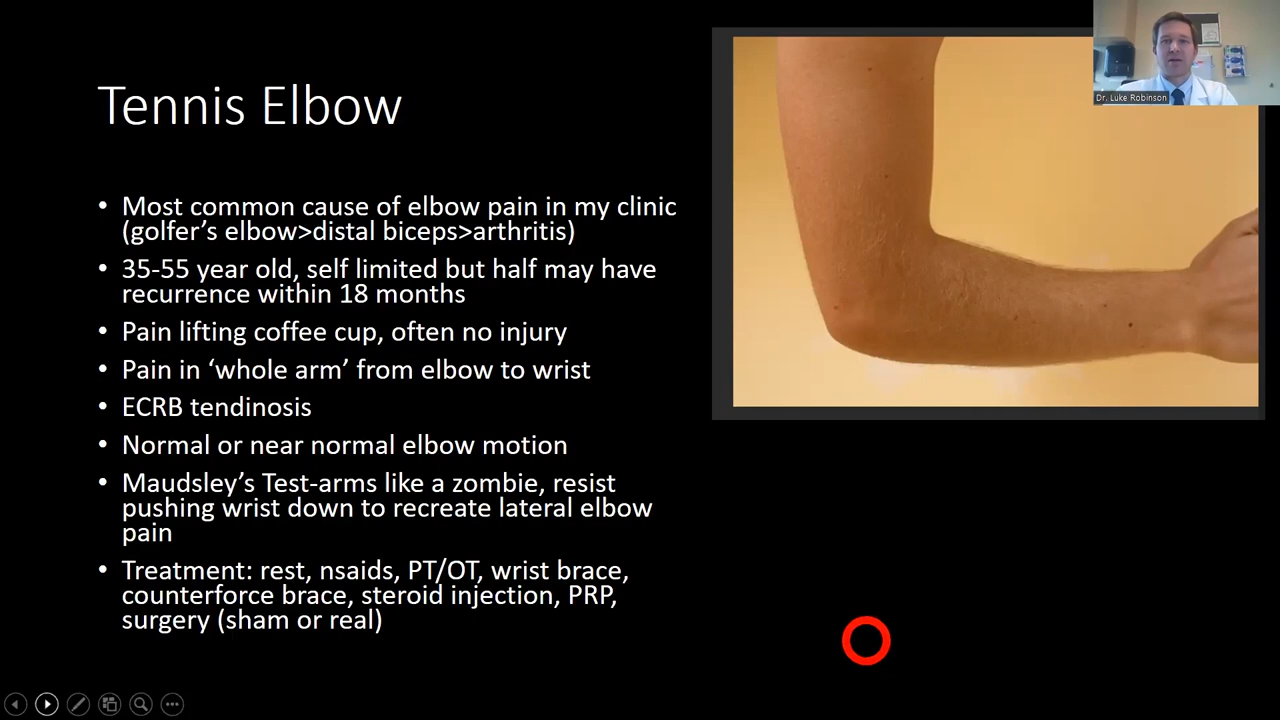 Dr. Luke Robinson
Tennis Elbow
• Most common cause of elbow pain in my clinic
(golfer’s elbow>distal biceps>arthritis)
• 35-55 year old, self limited but half may have
recurrence within 18 months
• Pain lifting coffee cup, often no injury
• Pain in ‘whole arm’ from elbow to wrist
• ECRB tendinosis
• Normal or near normal elbow motion
• Maudsley’s Test-arms like a zombie, resist
pushing wrist down to recreate lateral elbow
pain
• Treatment: rest, nsaids, PT/OT, wrist brace,
counterforce brace, steroid injection, PRP,
surgery (sham or real)